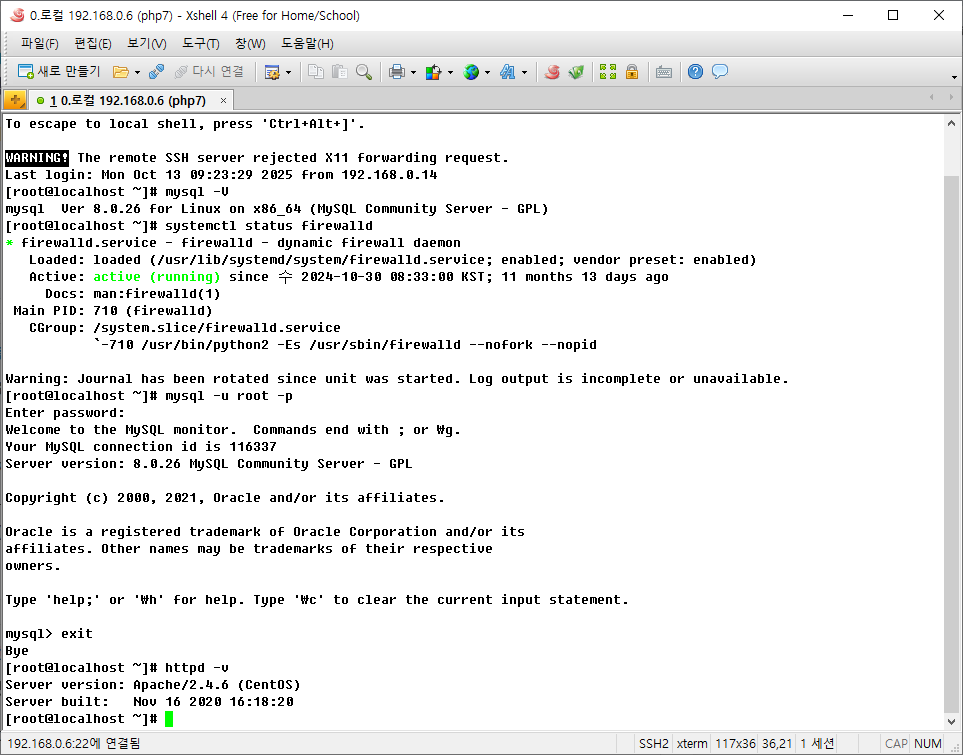 0.로컬 192.168.0.6 (php7) - Xshell 4 (Free for Home/School)
파일(F) 편집(E) 보기(V) 도구(T) 창(W) 도움말(H)
새로 만들기 다시 연결
1 0.로컬 192.168.0.6 (php7) ×
To escape to local shell, press 'Ctrl+Alt+]'.
WARNING! The remote SSH server rejected X11 forwarding request.
Last login: Mon Oct 13 09:23:29 2025 from 192.168.0.14
[root@localhost ~]# mysql -V
mysql  Ver 8.0.26 for Linux on x86_64 (MySQL Community Server - GPL)
[root@localhost ~]# systemctl status firewalld
* firewalld.service - firewalld - dynamic firewall daemon
   Loaded: loaded (/usr/lib/systemd/system/firewalld.service; enabled; vendor preset: enabled)
   Active: active (running) since 수 2024-10-30 08:33:00 KST; 11 months 13 days ago
     Docs: man:firewalld(1)
 Main PID: 710 (firewalld)
   CGroup: /system.slice/firewalld.service
           `-710 /usr/bin/python2 -Es /usr/sbin/firewalld --nofork --nopid
Warning: Journal has been rotated since unit was started. Log output is incomplete or unavailable.
[root@localhost ~]# mysql -u root -p
Enter password:
Welcome to the MySQL monitor.  Commands end with ; or ₩g.
Your MySQL connection id is 116337
Server version: 8.0.26 MySQL Community Server - GPL
Copyright (c) 2000, 2021, Oracle and/or its affiliates.
Oracle is a registered trademark of Oracle Corporation and/or its
affiliates. Other names may be trademarks of their respective
owners.
Type 'help;' or '₩h' for help. Type '₩c' to clear the current input statement.
mysql> exit
Bye
[root@localhost ~]# httpd -v
Server version: Apache/2.4.6 (CentOS)
Server built:   Nov 16 2020 16:18:20
[root@localhost ~]#
192.168.0.6:22에 연결됨 SSH2 xterm 117x36 36,21 1 세션 CAP NUM